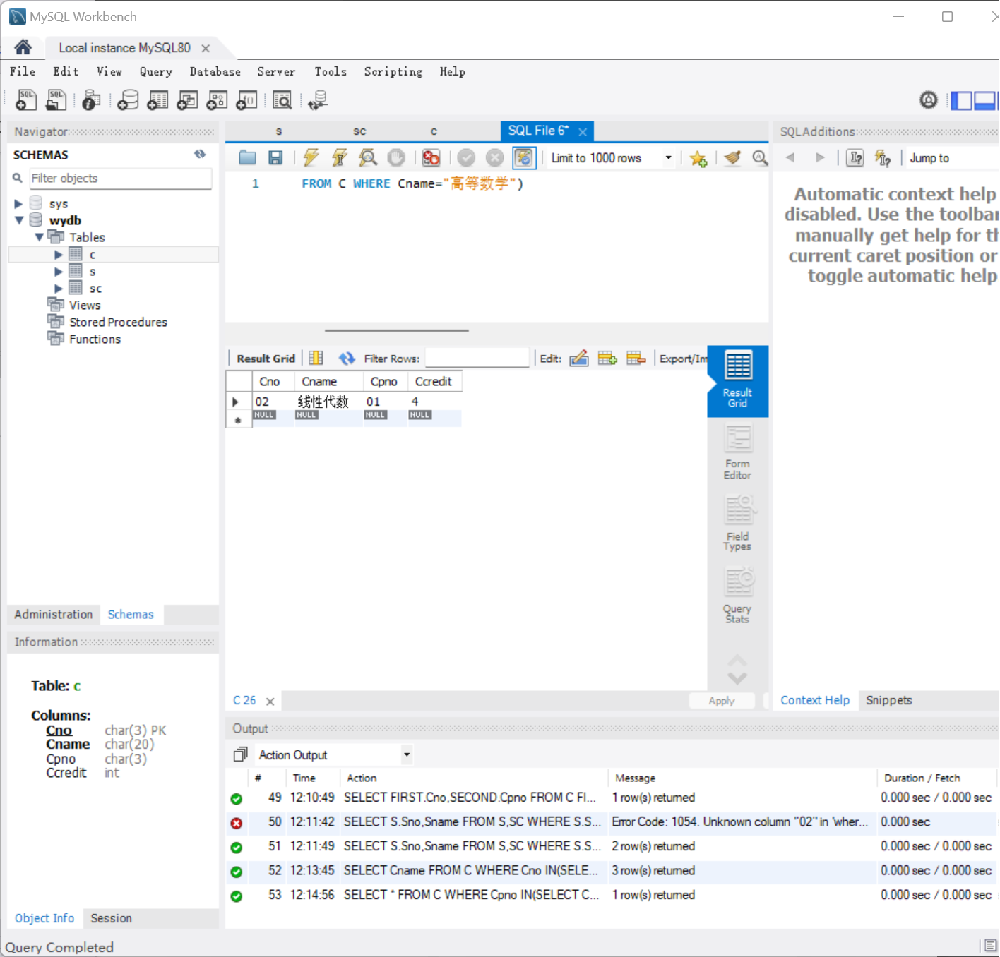 MySQL Workbench
Local instance MySQL80
File Edit View Query Database Server Tools Scripting Help
Navigator
SCHEMAS
Filter objects
sys
wydb
Tables
c
s
sc
Views
Stored Procedures
Functions
Administration Schemas
Information
Table: c
Columns:
Cno char(3) PK
Cname char(20)
Cpno char(3)
Ccredit int
Object Info Session
Query Completed
s sc c SQL File 6*
Limit to 1000 rows
1 FROM C WHERE Cname="高等数学")
Result Grid Filter Rows: Edit: Export/Im
Cno Cname Cpno Ccredit
02 线性代数 01 4
NULL NULL NULL NULL
Result
Grid
Form
Editor
Field
Types
Query
Stats
C 26 Apply
SQLAdditions
Jump to
Automatic context help
disabled. Use the toolbar
manually get help for th
current caret position or
toggle automatic help
Context Help Snippets
Output
Action Output
# Time Action Message Duration / Fetch
49 12:10:49 SELECT FIRST.Cno,SECOND.Cpno FROM C FI... 1 row(s) returned 0.000 sec / 0.000 sec
50 12:11:42 SELECT S.Sno,Sname FROM S,SC WHERE S.S... Error Code: 1054. Unknown column '"02"' in 'wher... 0.000 sec
51 12:11:49 SELECT S.Sno,Sname FROM S,SC WHERE S.S... 2 row(s) returned 0.000 sec / 0.000 sec
52 12:13:45 SELECT Cname FROM C WHERE Cno IN(SELE... 3 row(s) returned 0.000 sec / 0.000 sec
53 12:14:56 SELECT * FROM C WHERE Cpno IN(SELECT C... 1 row(s) returned 0.000 sec / 0.000 sec